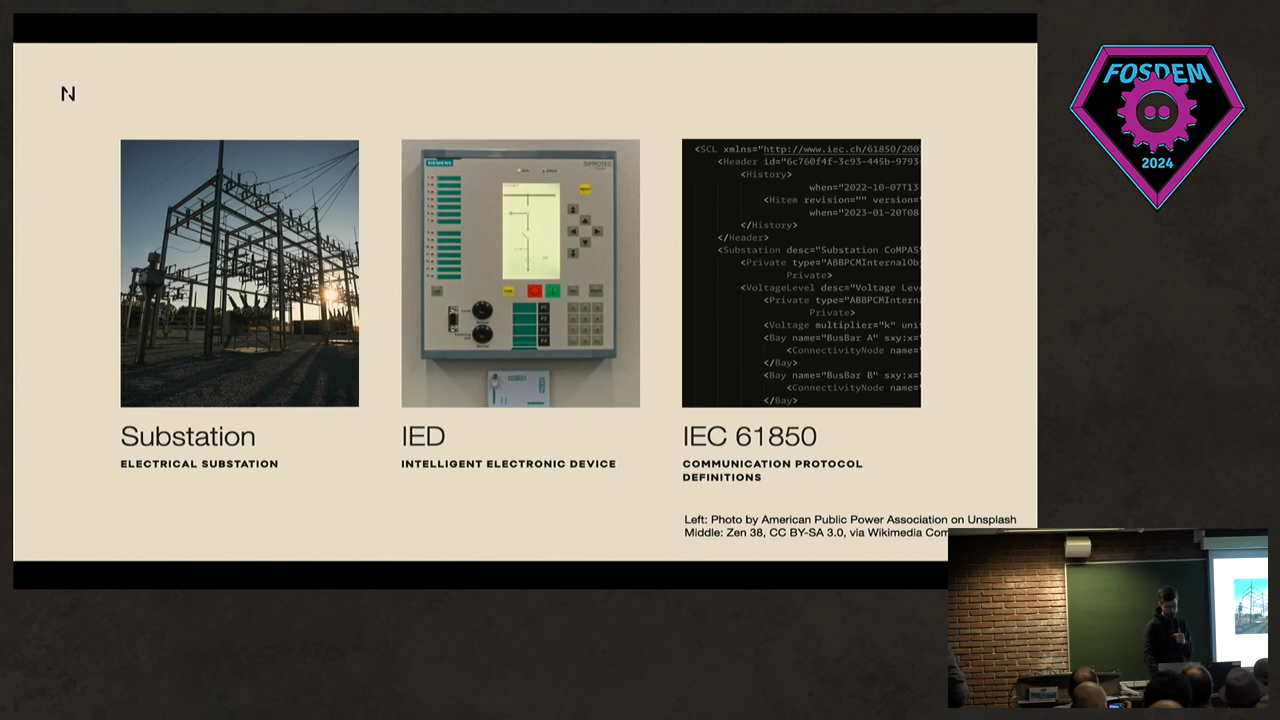 N
SIEMENS
SIPROTEC
<SCL xmlns="http://www.iec.ch/61850/200
<Header id="6c760f4f-3c93-445b-9793
<History>
when="2022-10-07T13
<Hitem revision="" version=
when="2023-01-20T08
</History>
</Header>
<Substation desc="Substation CoMPAS"
<Private type="ABBPCMInternalObj
Private>
<VoltageLevel desc="Voltage Leve
<Private type="ABBPCMIntern
Private>
<Voltage multiplier="k" uni
<Bay name="BusBar A" sxy:x=
<ConnectivityNode name=
</Bay>
<Bay name="BusBar B" sxy:x=
<ConnectivityNode name=
</Bay>
Substation
ELECTRICAL SUBSTATION
IED
INTELLIGENT ELECTRONIC DEVICE
IEC 61850
COMMUNICATION PROTOCOL
DEFINITIONS
Left: Photo by American Public Power Association on Unsplash
Middle: Zen 38, CC BY-SA 3.0, via Wikimedia Com
FOSDEM
2024